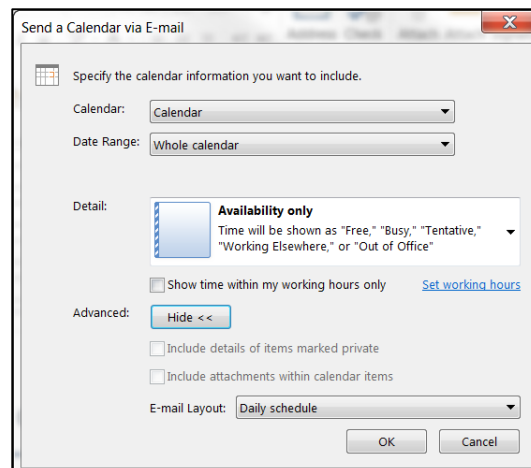 Send a Calendar via E-mail
Specify the calendar information you want to include.
Calendar: Calendar
Date Range: Whole calendar
Detail: Availability only
Time will be shown as "Free," "Busy," "Tentative,"
"Working Elsewhere," or "Out of Office"
Show time within my working hours only Set working hours
Advanced: Hide <<
Include details of items marked private
Include attachments within calendar items
E-mail Layout: Daily schedule
OK Cancel